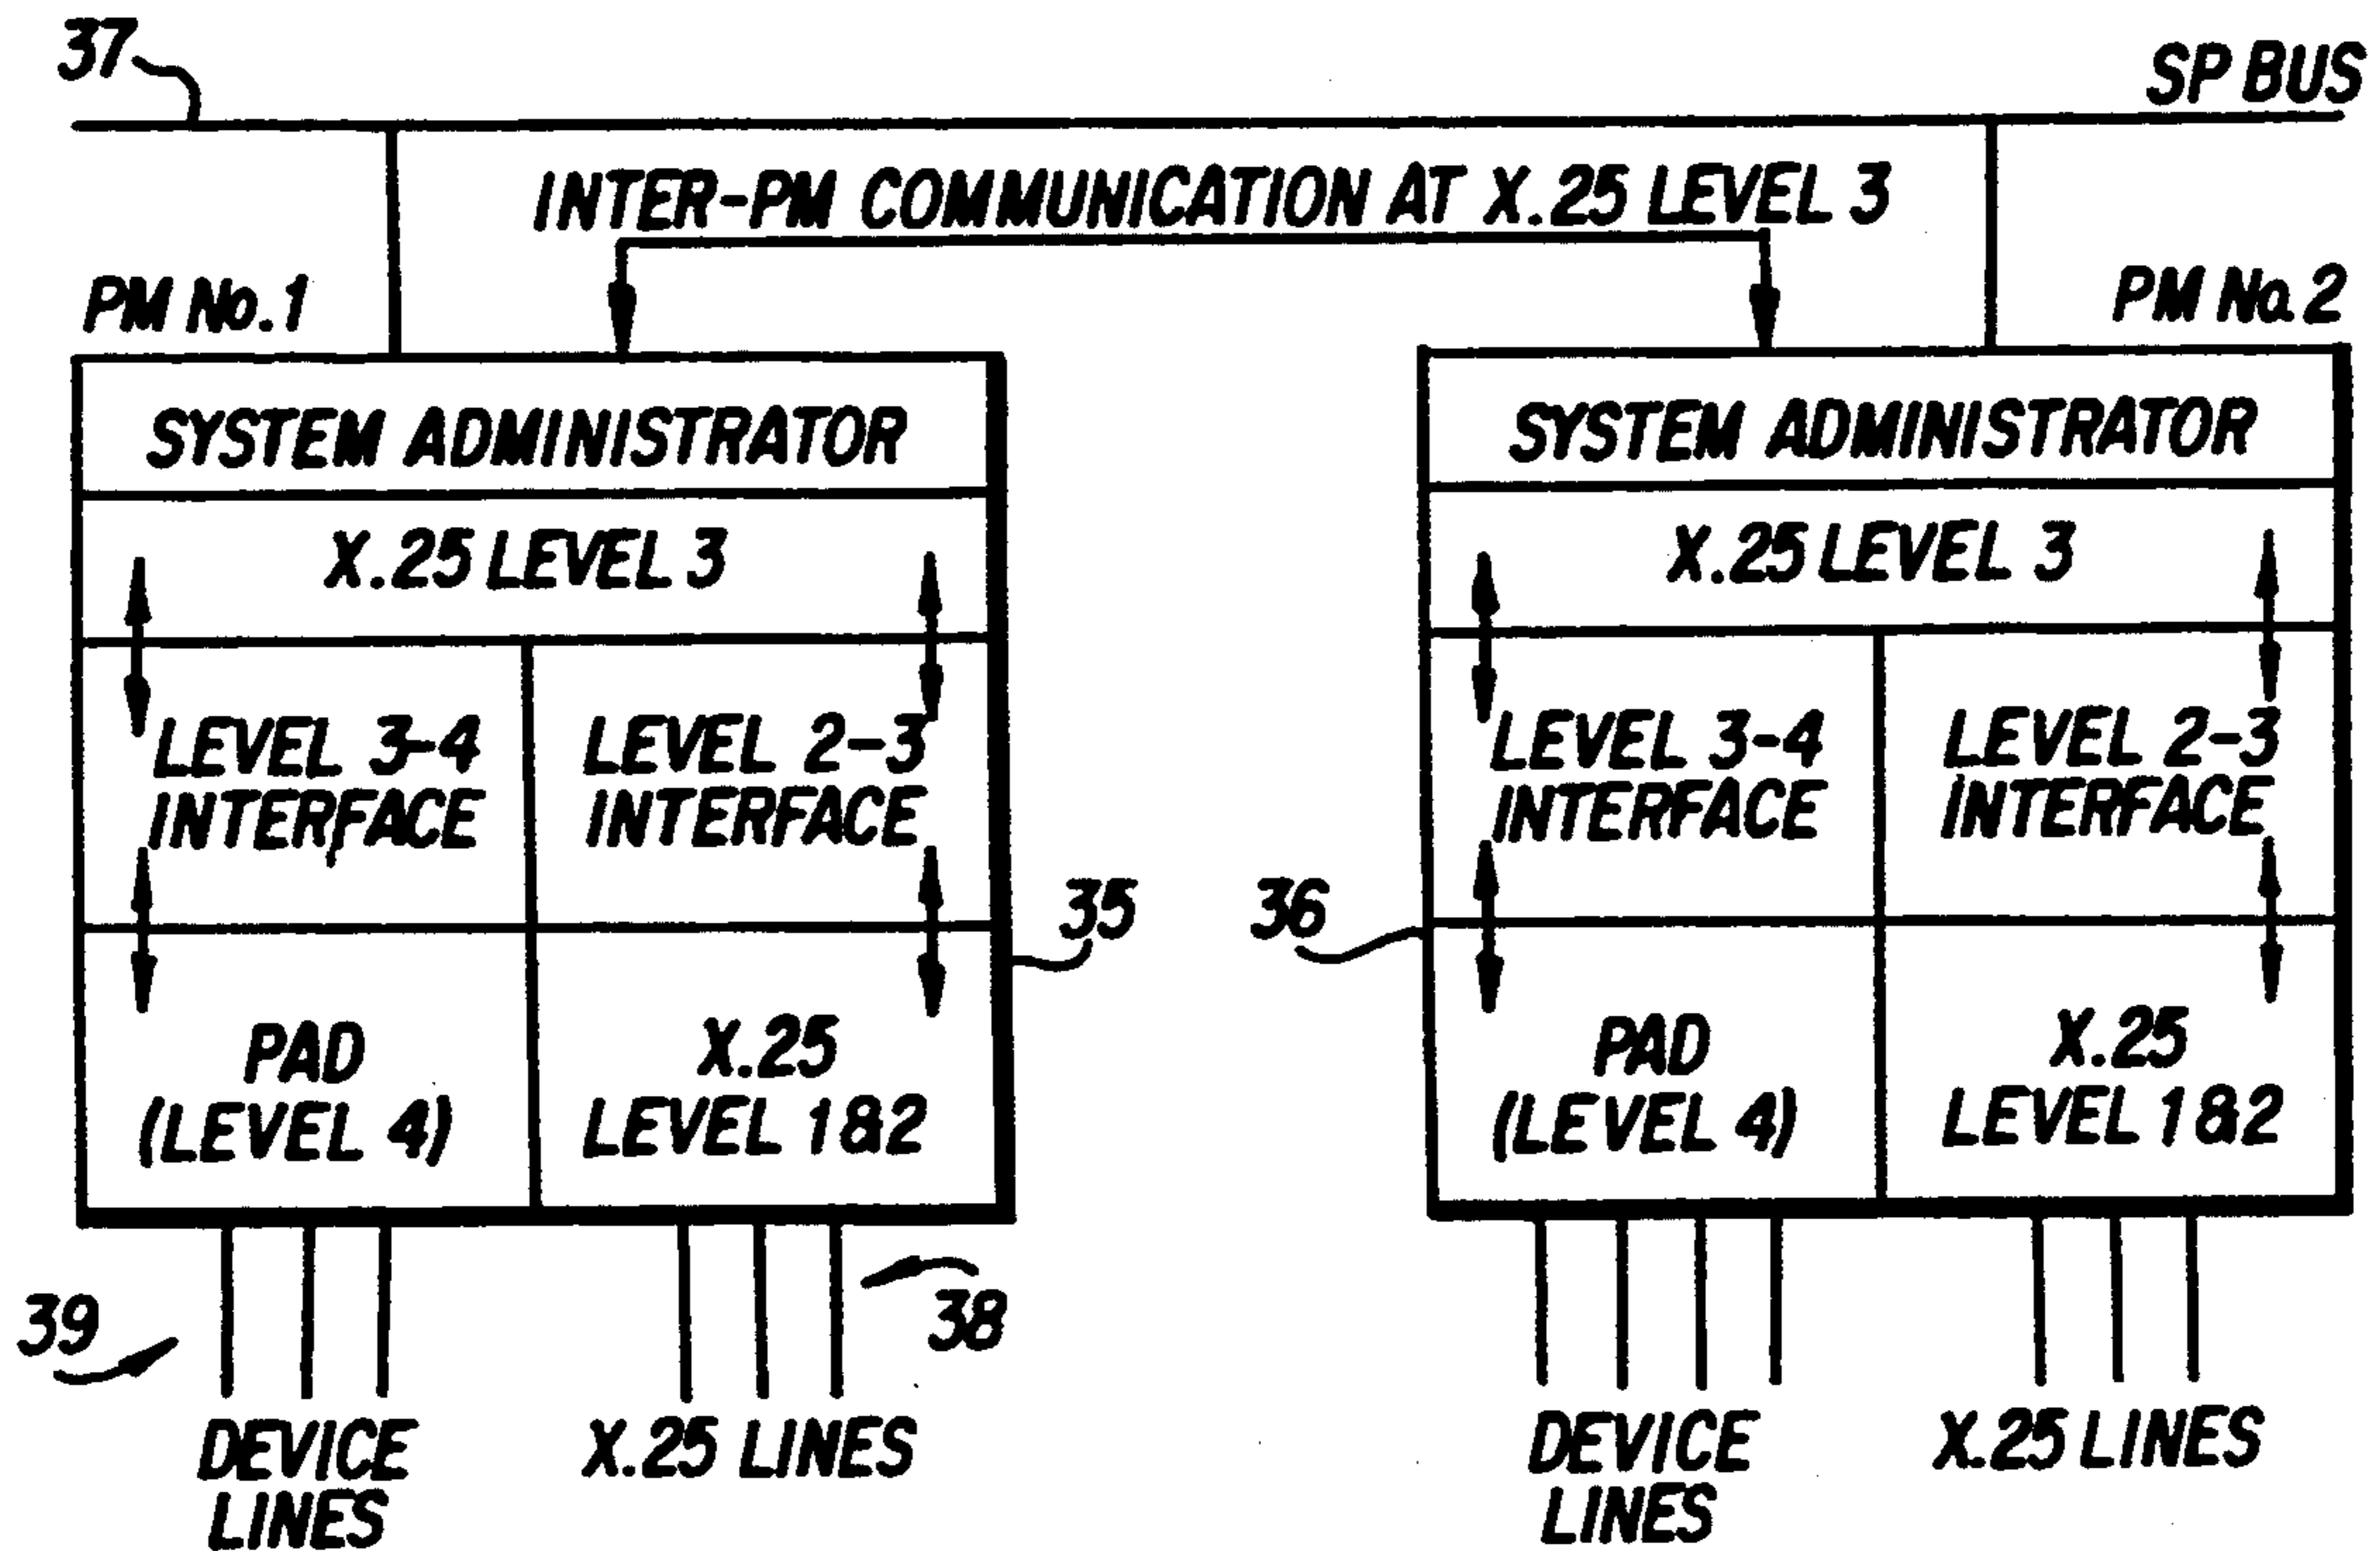 37
SP BUS
INTER-PM COMMUNICATION AT X.25 LEVEL 3
PM No. 1
PM No. 2
SYSTEM ADMINISTRATOR
X.25 LEVEL 3
LEVEL 3-4
INTERFACE
LEVEL 2-3
INTERFACE
PAD
(LEVEL 4)
X.25
LEVEL 1&2
35
39
DEVICE
LINES
38
X.25 LINES
SYSTEM ADMINISTRATOR
X.25 LEVEL 3
LEVEL 3-4
INTERFACE
LEVEL 2-3
INTERFACE
36
PAD
(LEVEL 4)
X.25
LEVEL 1&2
DEVICE
LINES
X.25 LINES